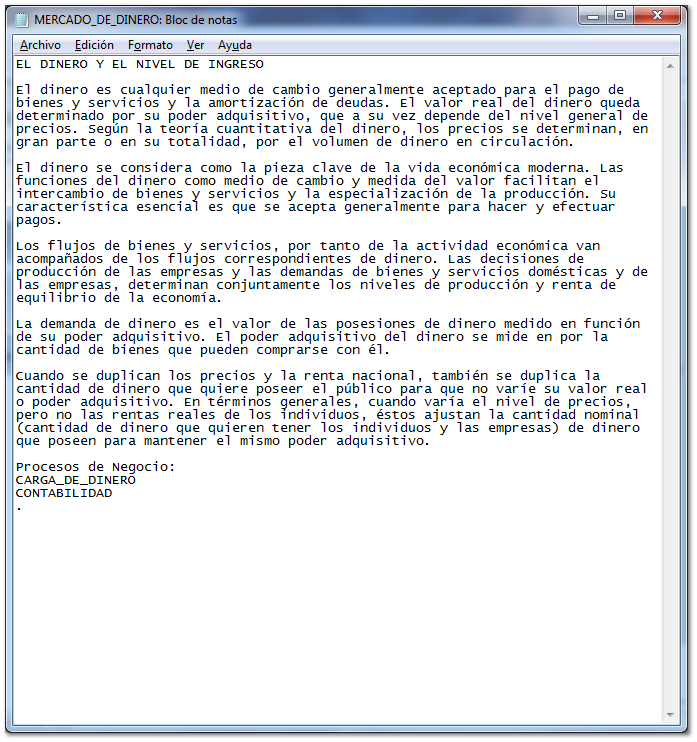 MERCADO_DE_DINERO: Bloc de notas
Archivo Edición Formato Ver Ayuda
EL DINERO Y EL NIVEL DE INGRESO
El dinero es cualquier medio de cambio generalmente aceptado para el pago de
bienes y servicios y la amortización de deudas. El valor real del dinero queda
determinado por su poder adquisitivo, que a su vez depende del nivel general de
precios. Según la teoría cuantitativa del dinero, los precios se determinan, en
gran parte o en su totalidad, por el volumen de dinero en circulación.
El dinero se considera como la pieza clave de la vida económica moderna. Las
funciones del dinero como medio de cambio y medida del valor facilitan el
intercambio de bienes y servicios y la especialización de la producción. Su
característica esencial es que se acepta generalmente para hacer y efectuar
pagos.
Los flujos de bienes y servicios, por tanto de la actividad económica van
acompañados de los flujos correspondientes de dinero. Las decisiones de
producción de las empresas y las demandas de bienes y servicios domésticas y de
las empresas, determinan conjuntamente los niveles de producción y renta de
equilibrio de la economía.
La demanda de dinero es el valor de las posesiones de dinero medido en función
de su poder adquisitivo. El poder adquisitivo del dinero se mide en por la
cantidad de bienes que pueden comprarse con él.
Cuando se duplican los precios y la renta nacional, también se duplica la
cantidad de dinero que quiere poseer el público para que no varíe su valor real
o poder adquisitivo. En términos generales, cuando varía el nivel de precios,
pero no las rentas reales de los individuos, éstos ajustan la cantidad nominal
(cantidad de dinero que quieren tener los individuos y las empresas) de dinero
que poseen para mantener el mismo poder adquisitivo.
Procesos de Negocio:
CARGA_DE_DINERO
CONTABILIDAD
.